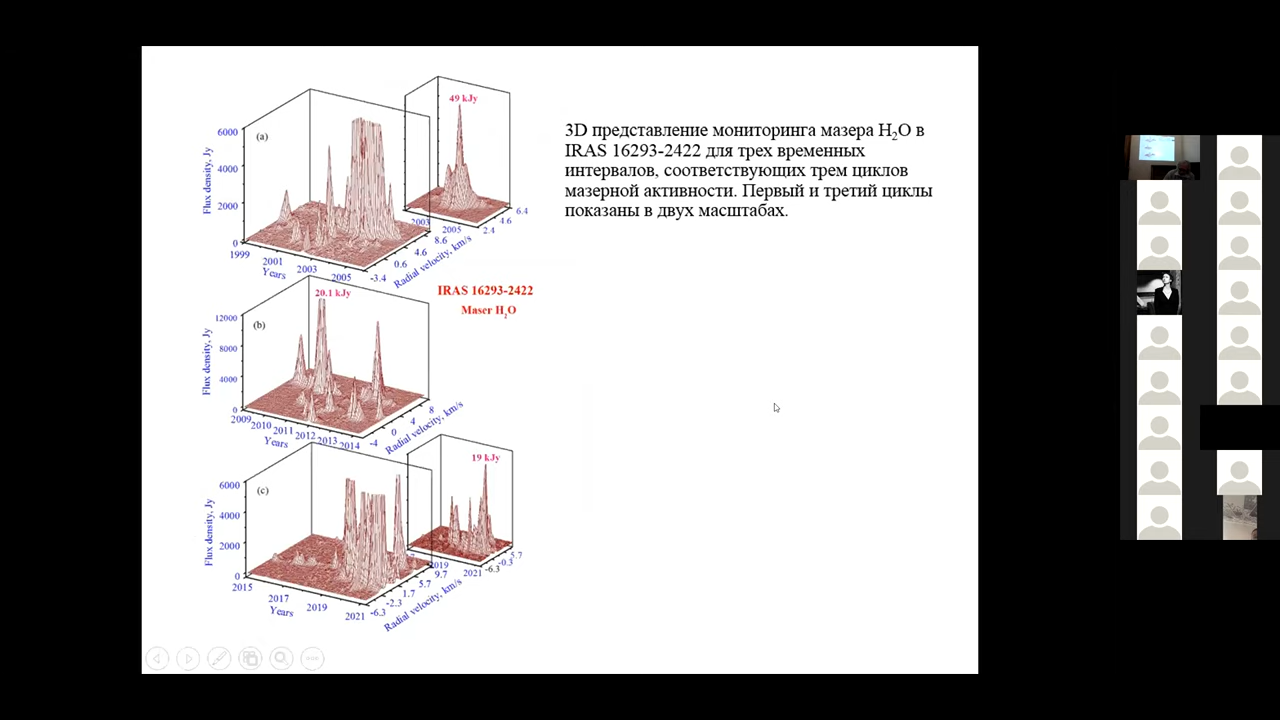 3D представление мониторинга мазера H₂O в
IRAS 16293-2422 для трех временных
интервалов, соответствующих трем циклов
мазерной активности. Первый и третий циклы
показаны в двух масштабах.
(a)
Flux density, Jy
6000
4000
2000
0
1999
2001
2003
2005
Years
-3.4
0.6
4.6
8.6
Radial velocity, km/s
49 kJy
2003
2005
2.4
4.6
6.4
IRAS 16293-2422
Maser H₂O
(b)
20.1 kJy
Flux density, Jy
12000
8000
4000
0
2009
2010
2011
2012
2013
2014
Years
-4
0
4
8
Radial velocity, km/s
(c)
Flux density, Jy
6000
4000
2000
0
2015
2017
2019
2021
Years
-6.3
-2.3
1.7
5.7
9.7
Radial velocity, km/s
19 kJy
2019
2021
-6.3
-0.3
5.7